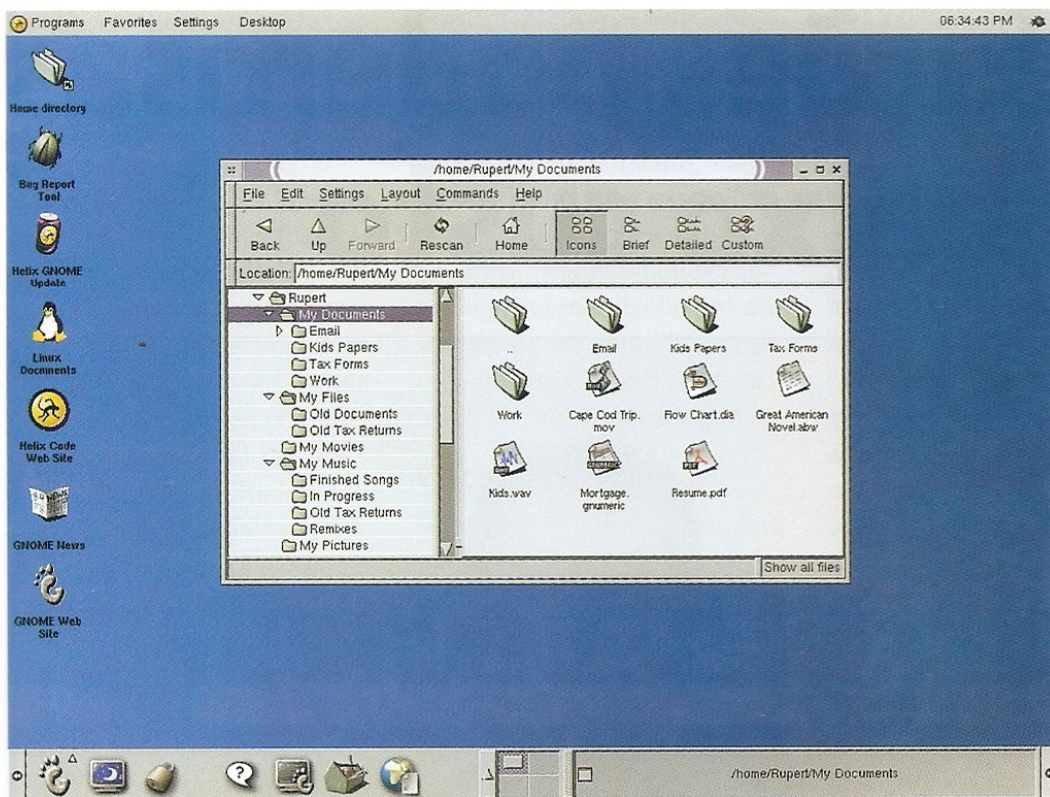 Programs Favorites Settings Desktop 06:34:43 PM
Home directory
Bug Report
Tool
Helix GNOME
Update
Linux
Documents
Helix Code
Web Site
GNOME News
GNOME Web
Site
/home/Rupert/My Documents
File Edit Settings Layout Commands Help
Back Up Forward Rescan Home Icons Brief Detailed Custom
Location: /home/Rupert/My Documents
Rupert
My Documents
Email
Kids Papers
Tax Forms
Work
My Files
Old Documents
Old Tax Returns
My Movies
My Music
Finished Songs
In Progress
Old Tax Returns
Remixes
My Pictures
.. Email Kids Papers Tax Forms
Work Cape Cod Trip. Flow Chart.dia Great American
mov Novel.abw
Kids.wav Mortgage. Resume.pdf
gnumeric
Show all files
/home/Rupert/My Documents